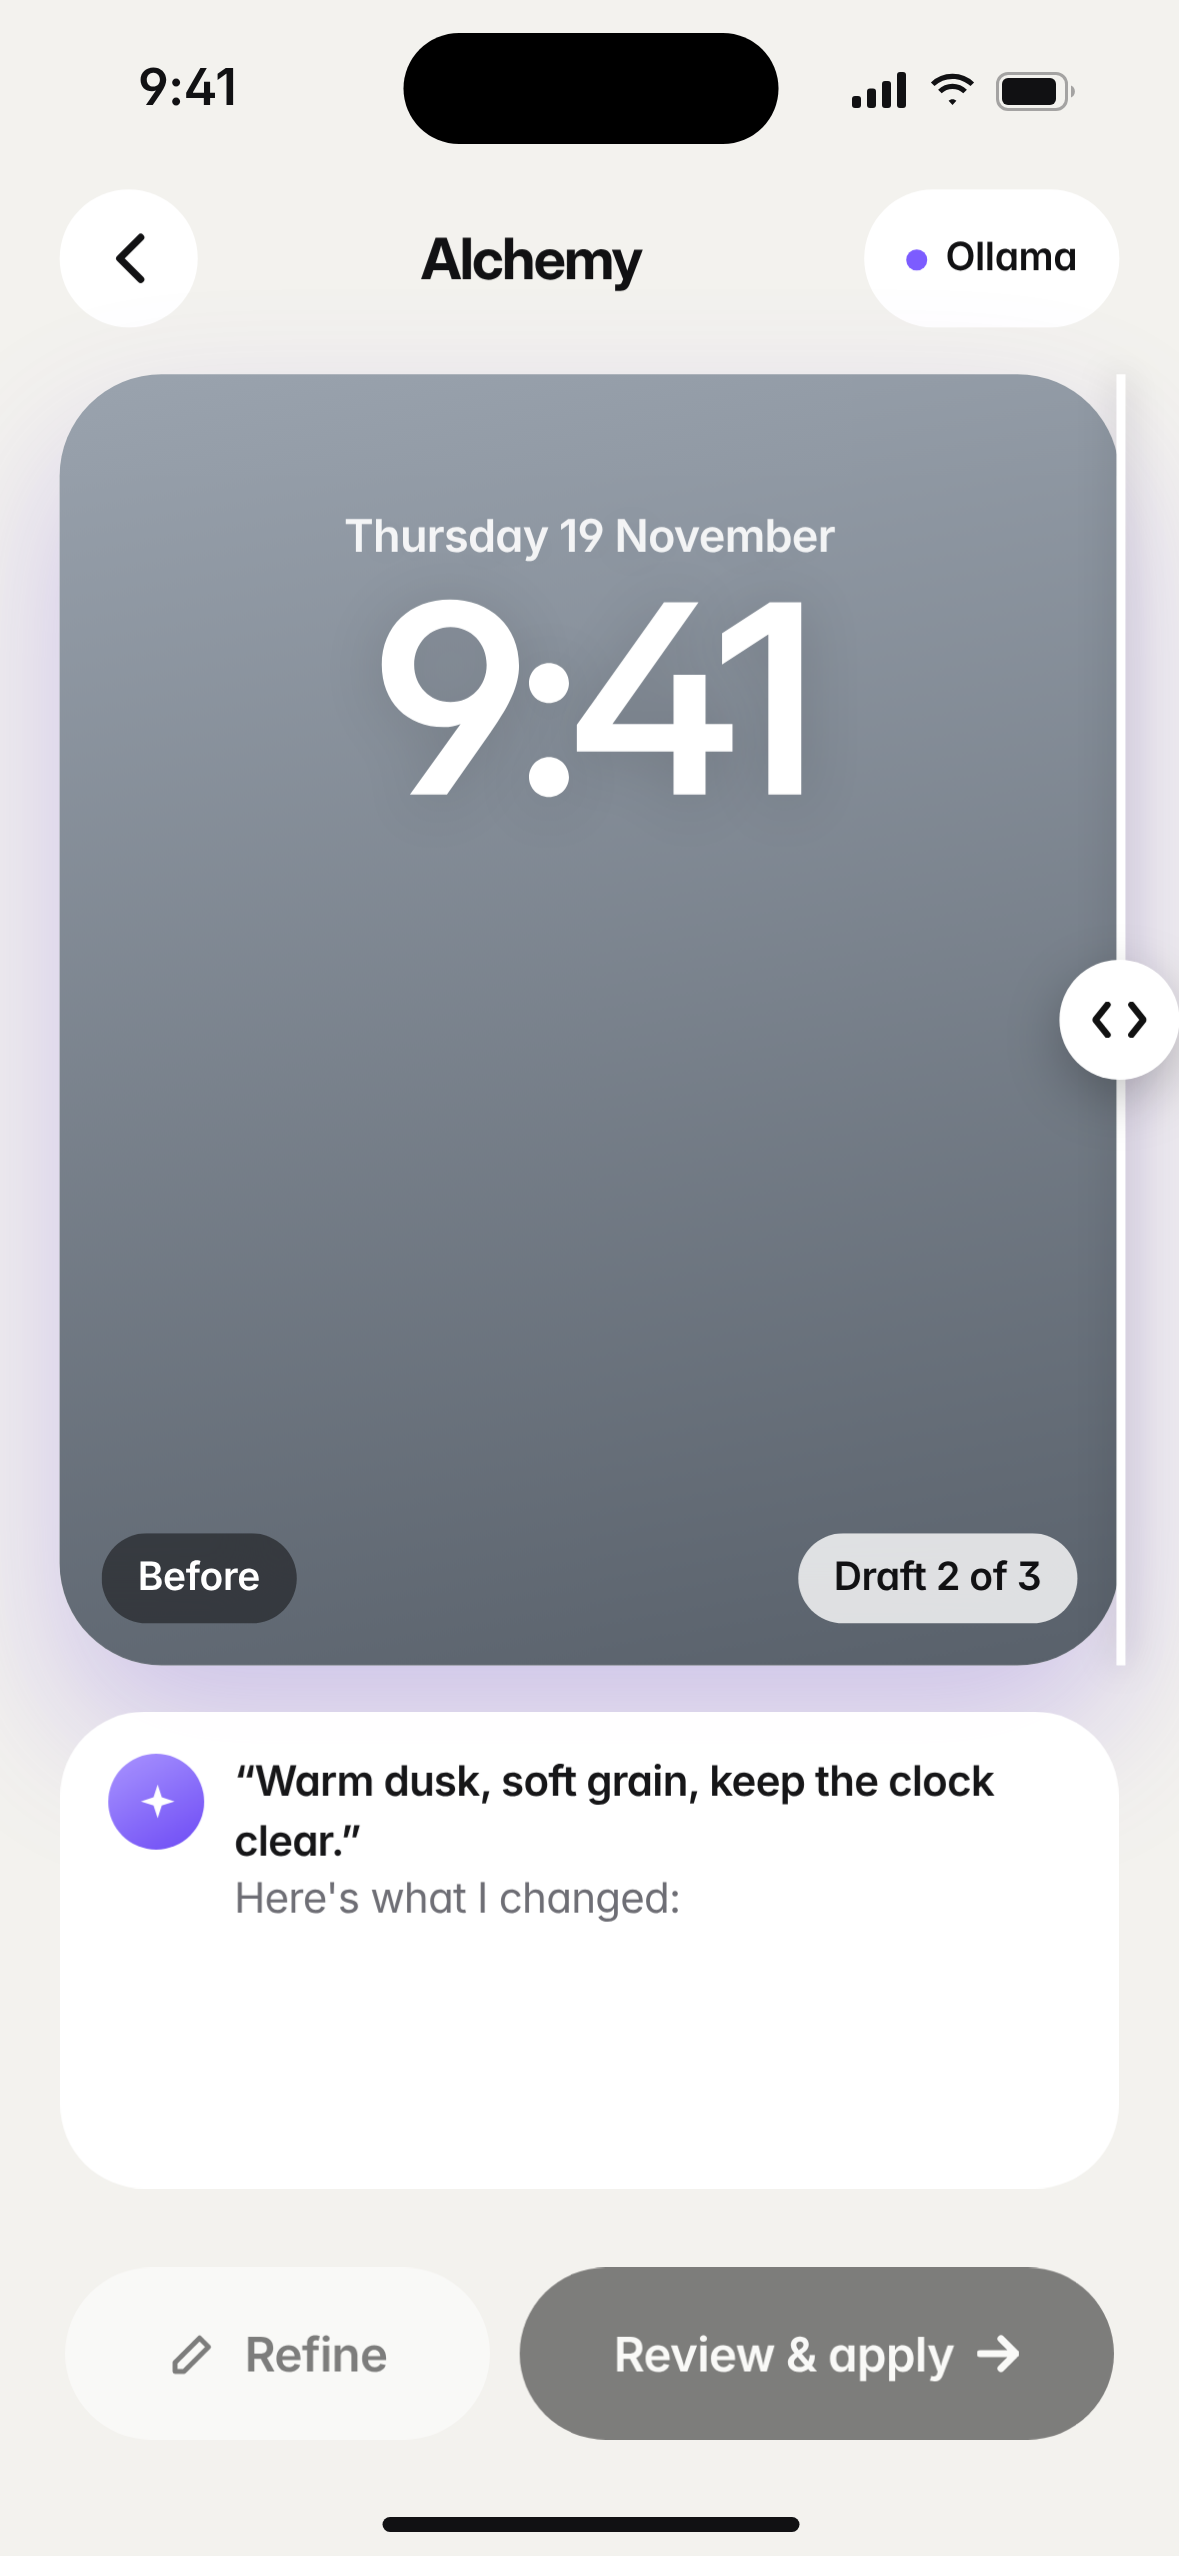 9:41
Alchemy
Ollama
Thursday 19 November
9:41
Before
Draft 2 of 3
“Warm dusk, soft grain, keep the clock
clear.”
Here's what I changed:
Refine
Review & apply